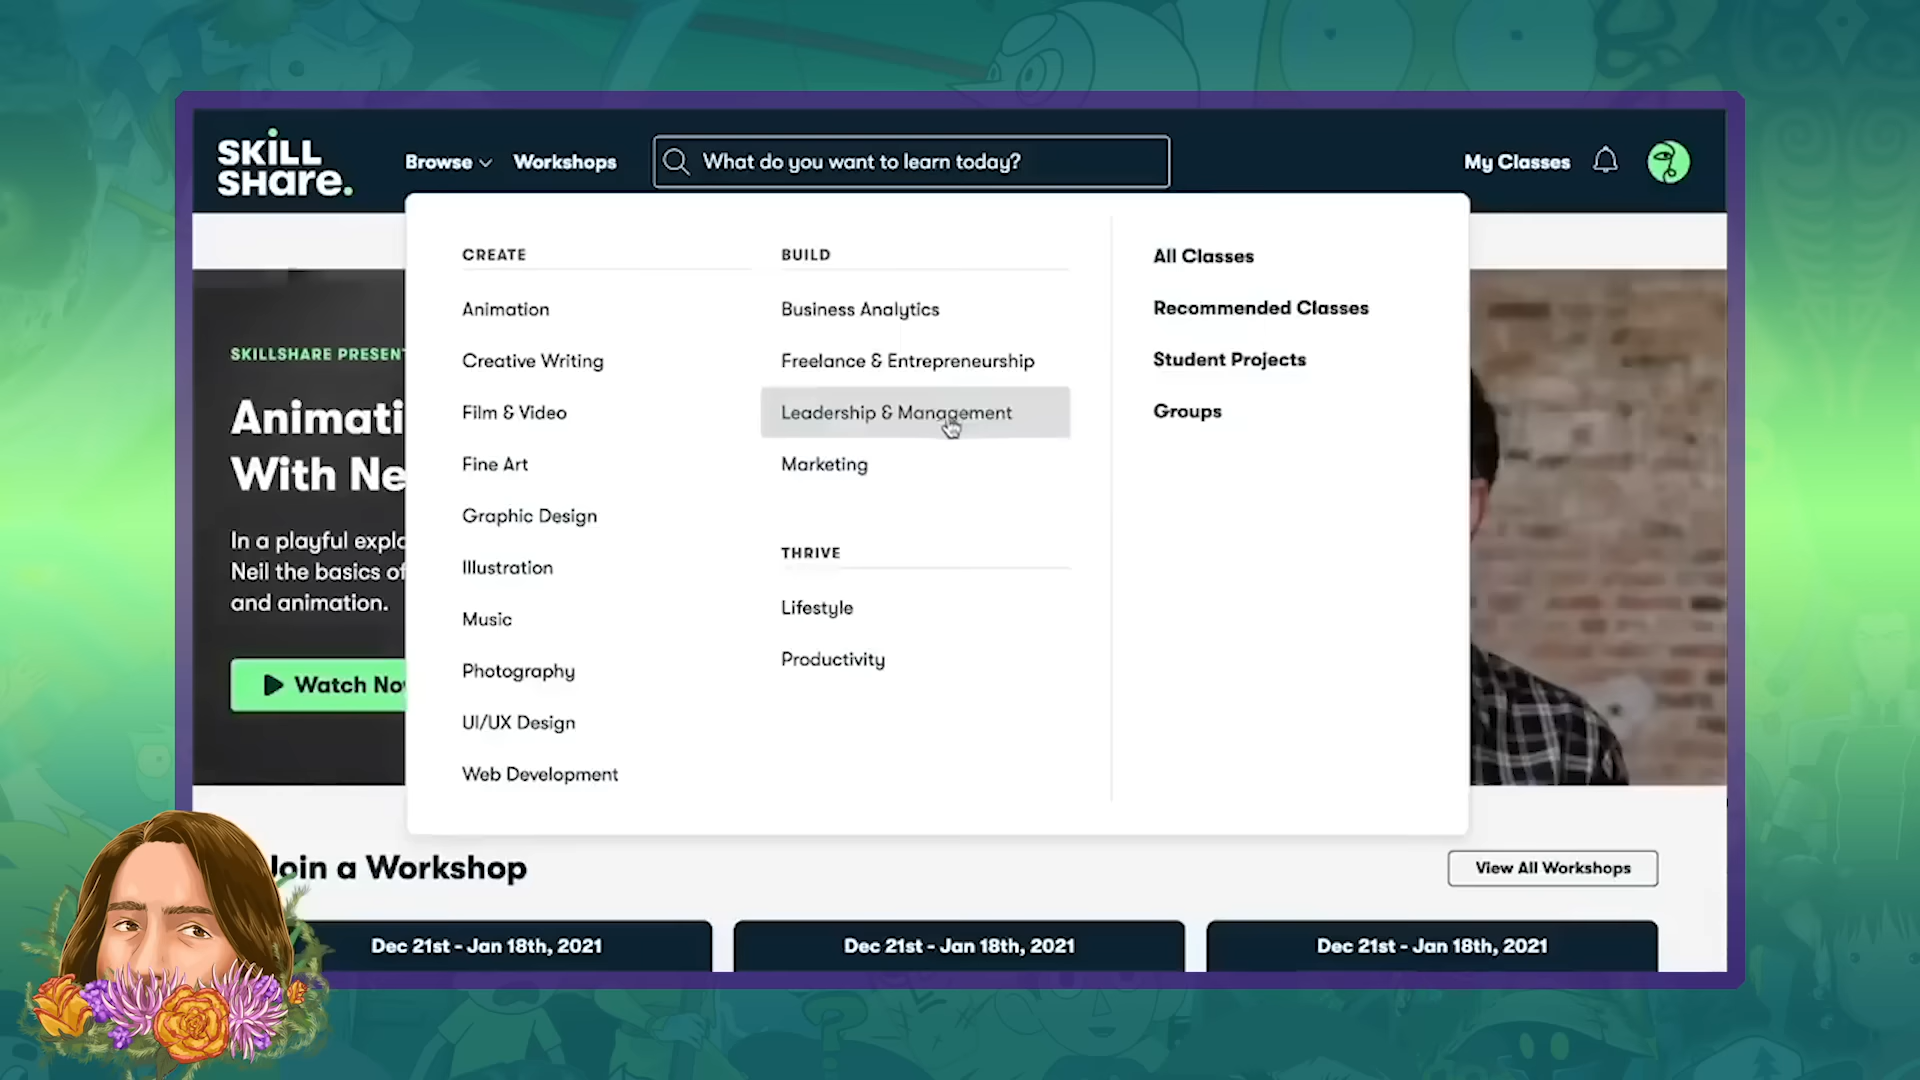 SKILL
SHARE.
Browse
Workshops
What do you want to learn today?
My Classes
CREATE
Animation
Creative Writing
Film & Video
Fine Art
Graphic Design
Illustration
Music
Photography
UI/UX Design
Web Development
BUILD
Business Analytics
Freelance & Entrepreneurship
Leadership & Management
Marketing
THRIVE
Lifestyle
Productivity
All Classes
Recommended Classes
Student Projects
Groups
SKILLSHARE PRESENT
Animati
With Ne
In a playful explo
Neil the basics of
and animation.
Watch No
Join a Workshop
View All Workshops
Dec 21st - Jan 18th, 2021
Dec 21st - Jan 18th, 2021
Dec 21st - Jan 18th, 2021